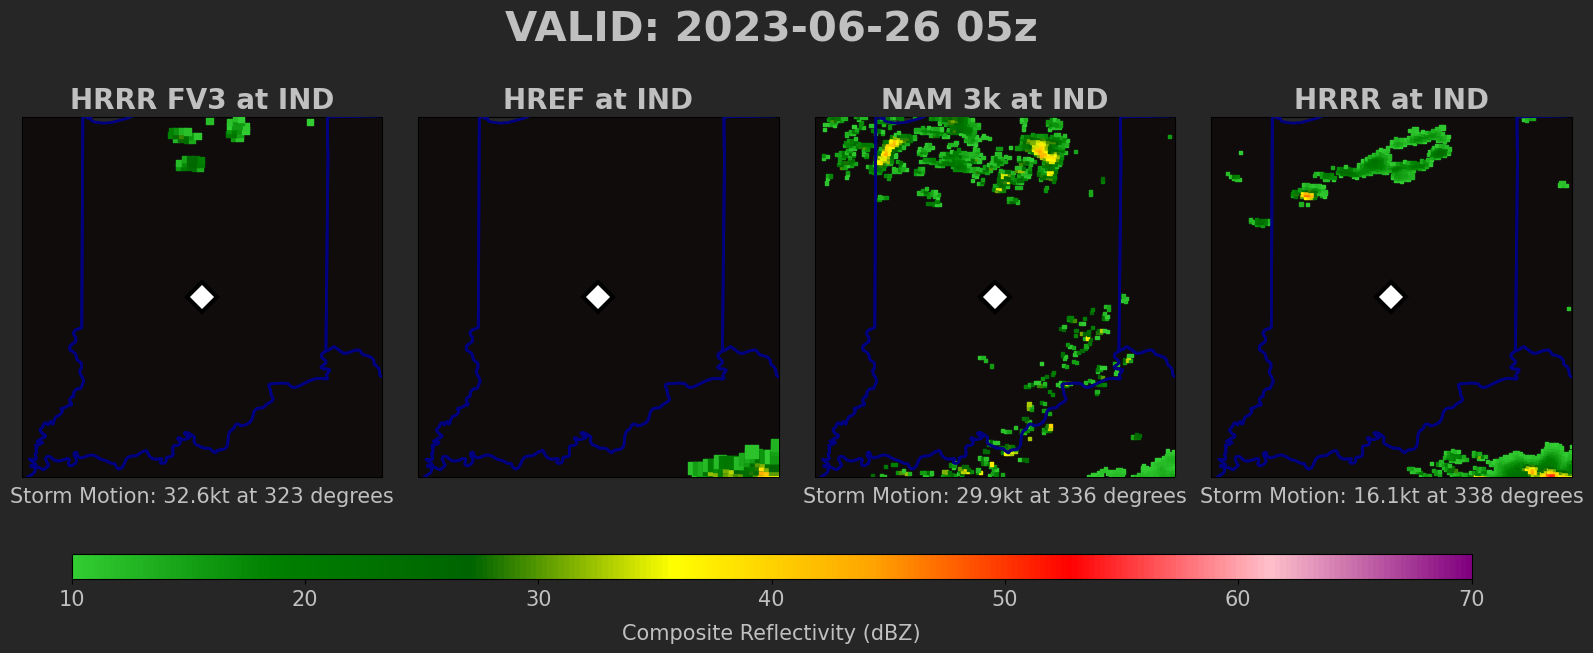 VALID: 2023-06-26 05z
HRRR FV3 at IND
HREF at IND
NAM 3k at IND
HRRR at IND
Storm Motion: 32.6kt at 323 degrees
Storm Motion: 29.9kt at 336 degrees
Storm Motion: 16.1kt at 338 degrees
10 20 30 40 50 60 70
Composite Reflectivity (dBZ)